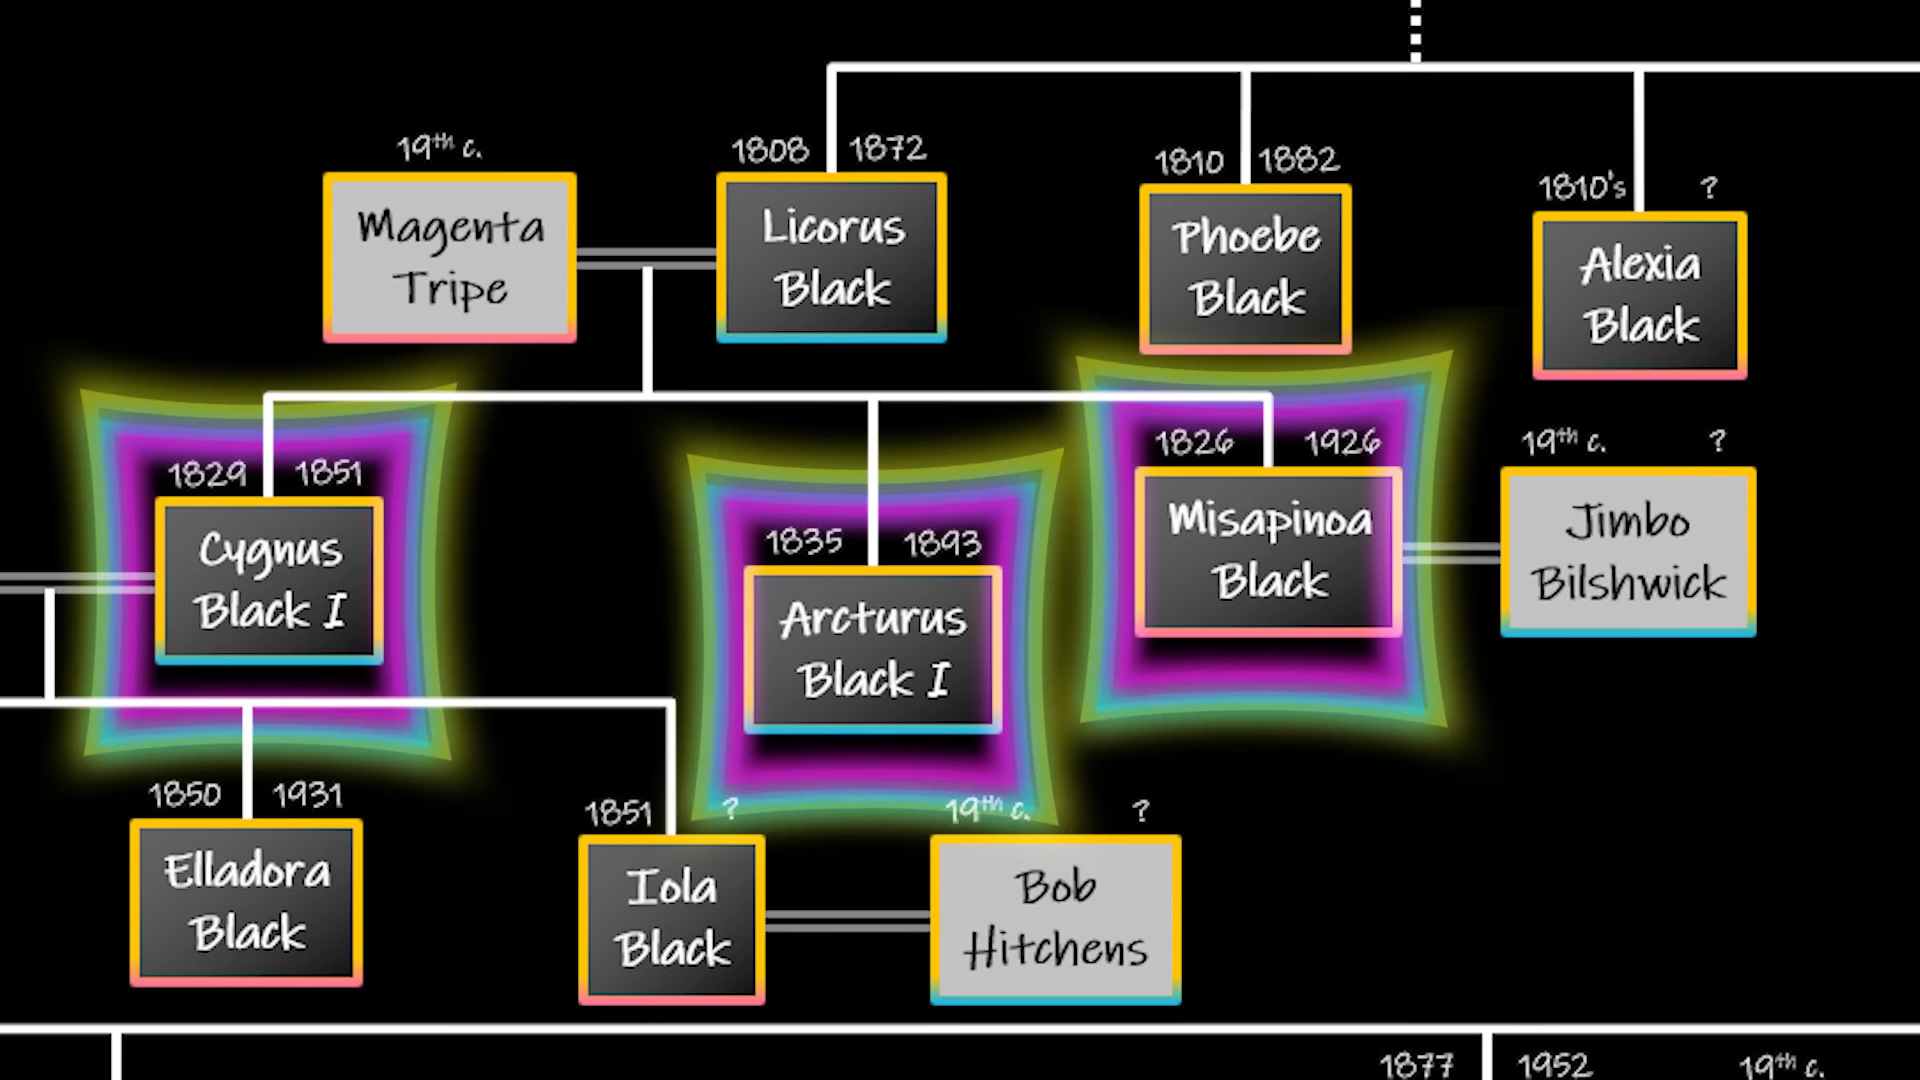 19th c.
Magenta
Tripe
1808 1872
Licorus
Black
1810 1882
Phoebe
Black
1810's ?
Alexia
Black
1829 1851
Cygnus
Black I
1835 1893
Arcturus
Black I
1826 1926
Misapinoa
Black
19th c. ?
Jimbo
Bilshwick
1850 1931
Elladora
Black
1851 ?
Iola
Black
19th c. ?
Bob
Hitchens
1877 1952
19th c.